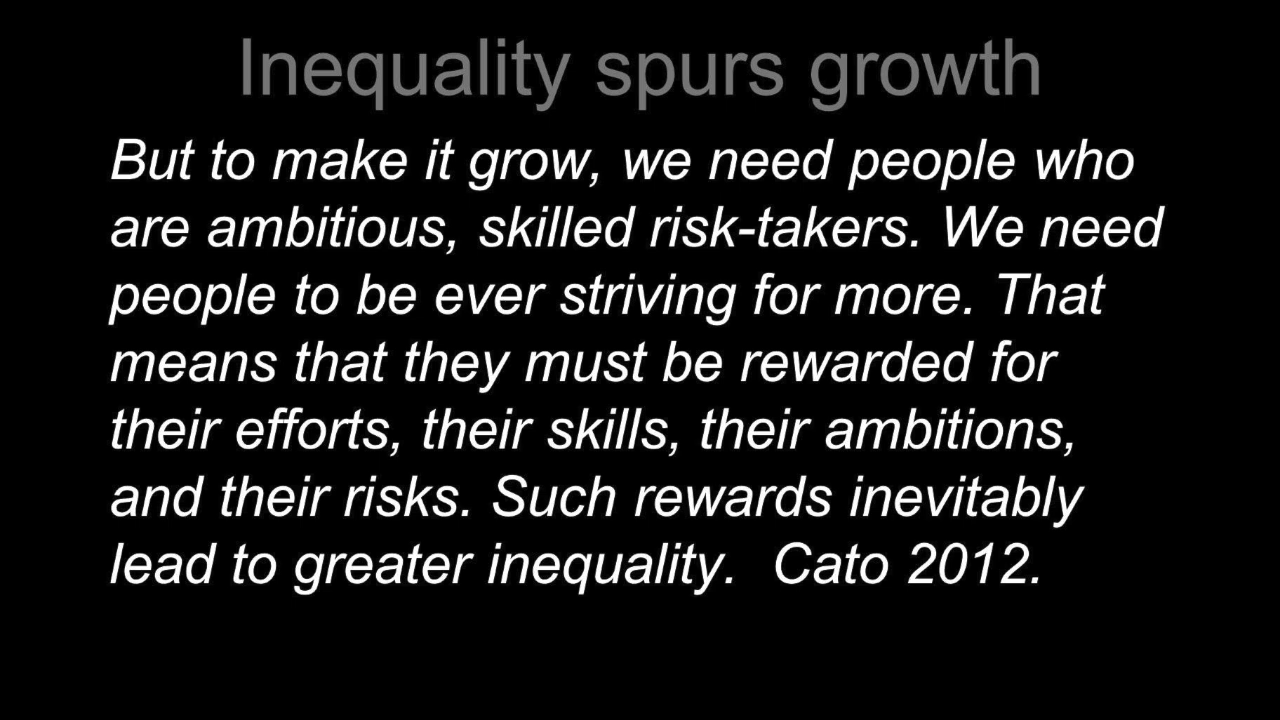 Inequality spurs growth
But to make it grow, we need people who
are ambitious, skilled risk-takers. We need
people to be ever striving for more. That
means that they must be rewarded for
their efforts, their skills, their ambitions,
and their risks. Such rewards inevitably
lead to greater inequality.  Cato 2012.